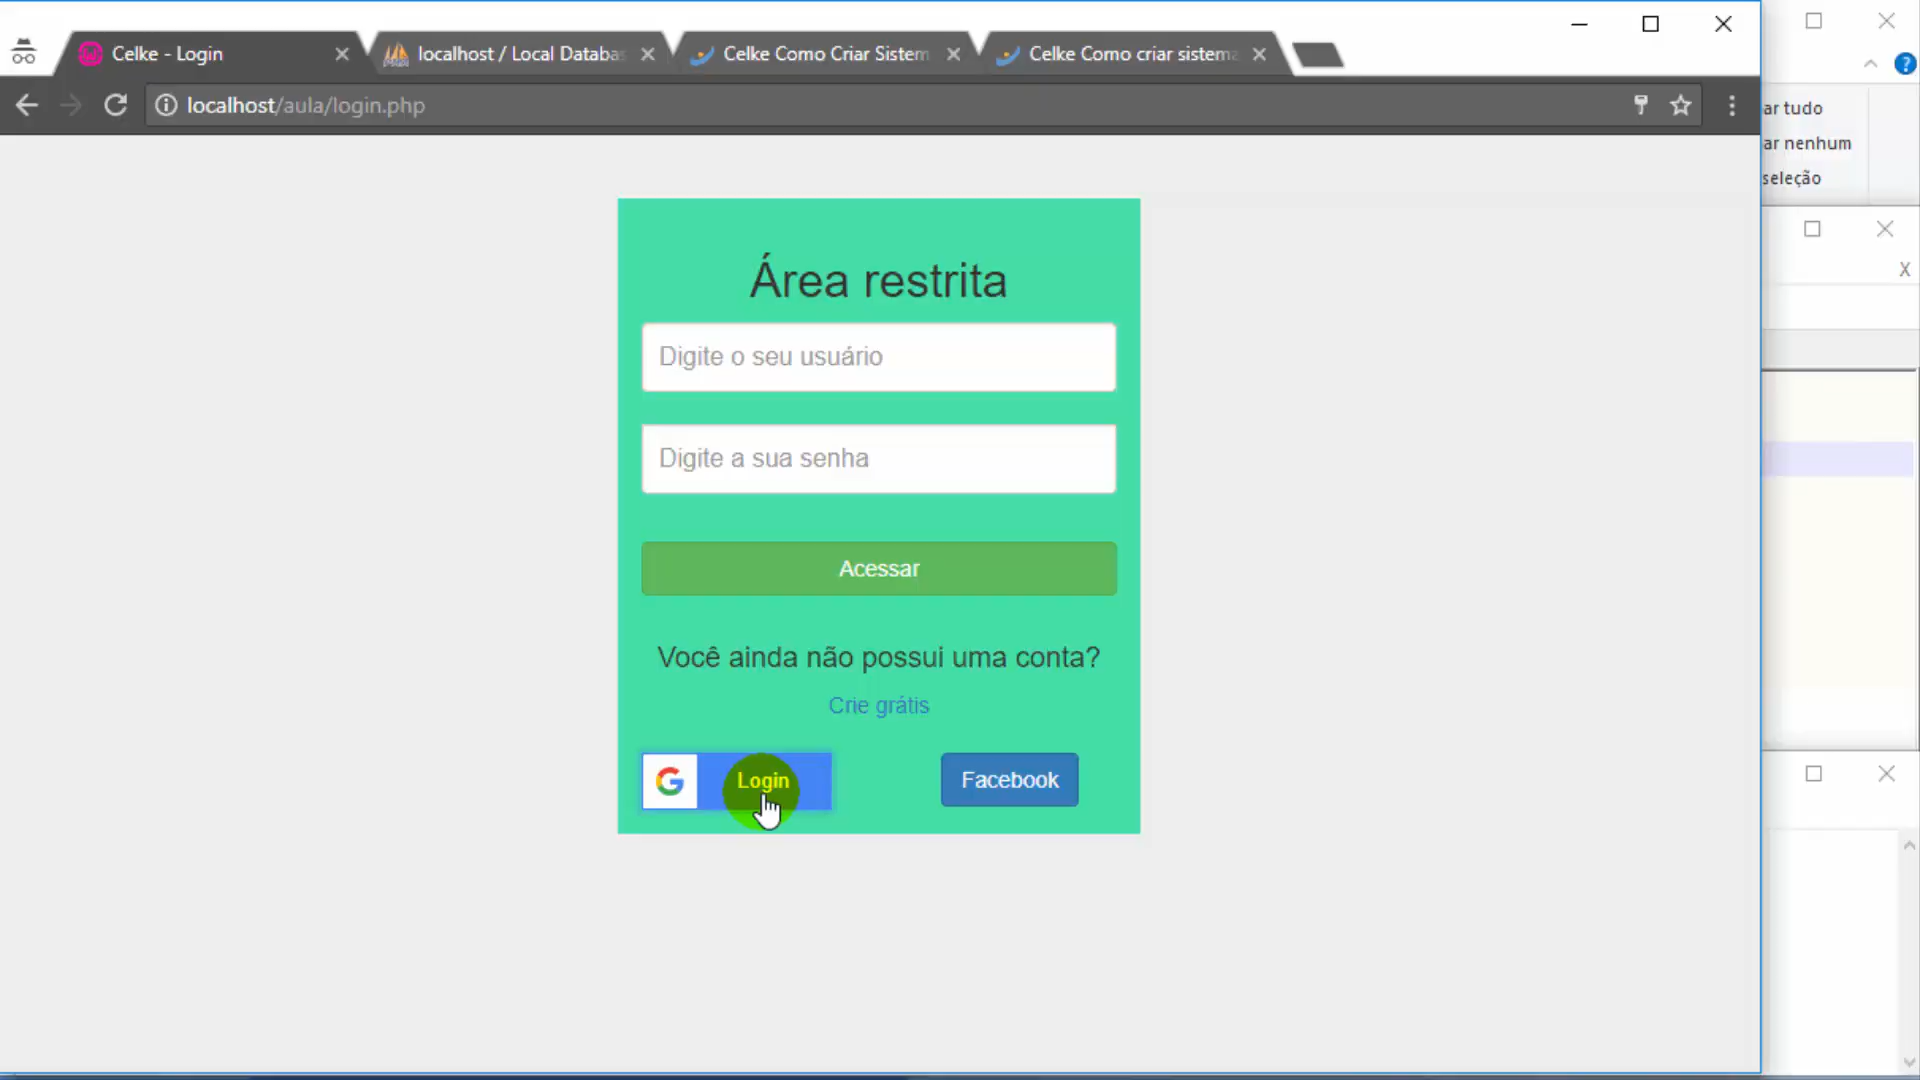 Celke - Login
localhost / Local Databas
Celke Como Criar Sistem
Celke Como criar sistema
localhost/aula/login.php
ar tudo
ar nenhum
seleção
Área restrita
Digite o seu usuário
Digite a sua senha
Acessar
Você ainda não possui uma conta?
Crie grátis
Login
Facebook